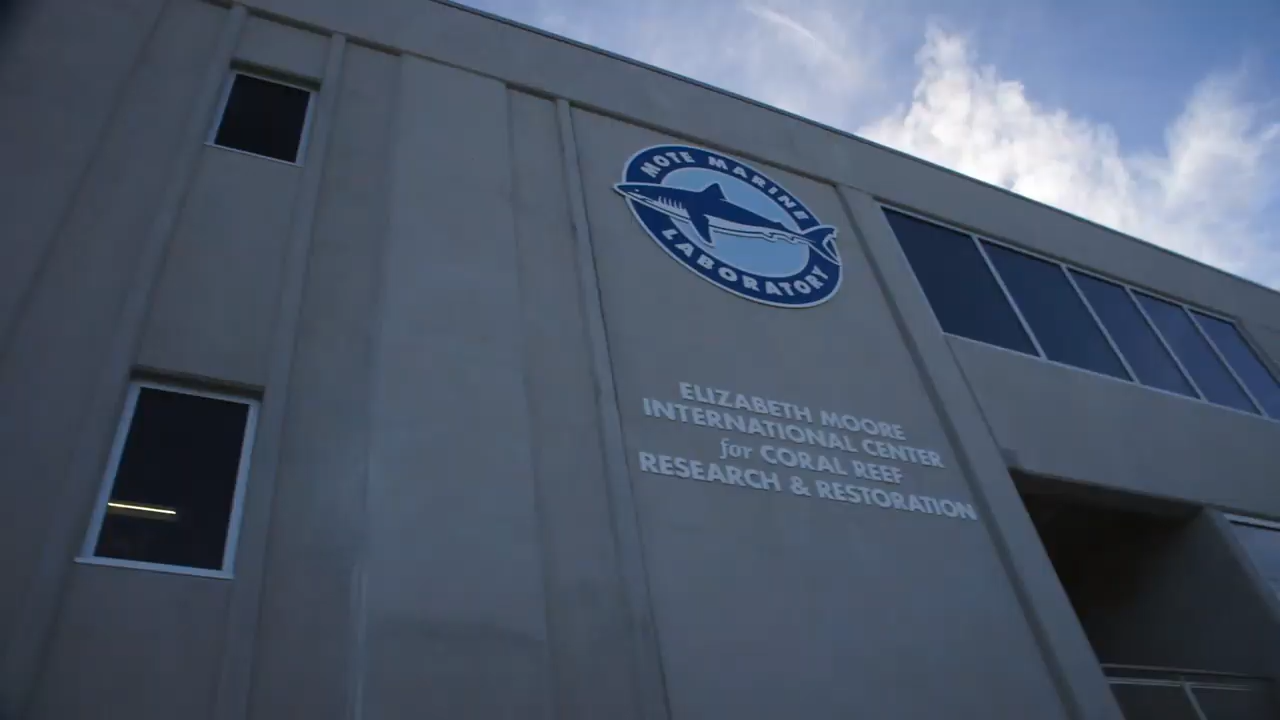 MOTE MARINE
LABORATORY
ELIZABETH MOORE
INTERNATIONAL CENTER
for CORAL REEF
RESEARCH & RESTORATION